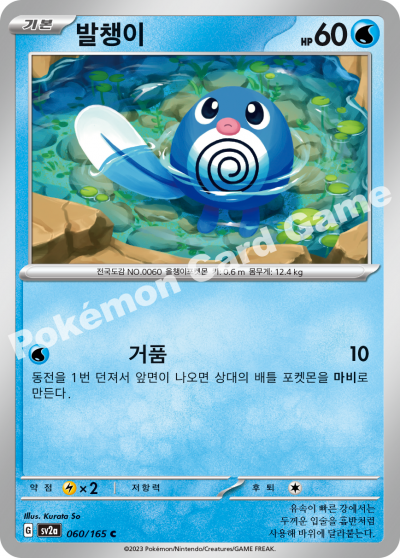 기본 발챙이 HP 60
전국도감 NO.0060 올챙이포켓몬 키: 0.6 m 몸무게: 12.4 kg
거품 10
동전을 1번 던져서 앞면이 나오면 상대의 배틀 포켓몬을 마비로
만든다.
약점 ×2 저항력 후퇴
Illus. Kurata So
G sv2a 060/165 C
유속이 빠른 강에서는
두꺼운 입술을 흡반처럼
사용해 바위에 달라붙는다.
©2023 Pokémon/Nintendo/Creatures/GAME FREAK.
Pokémon Card Game